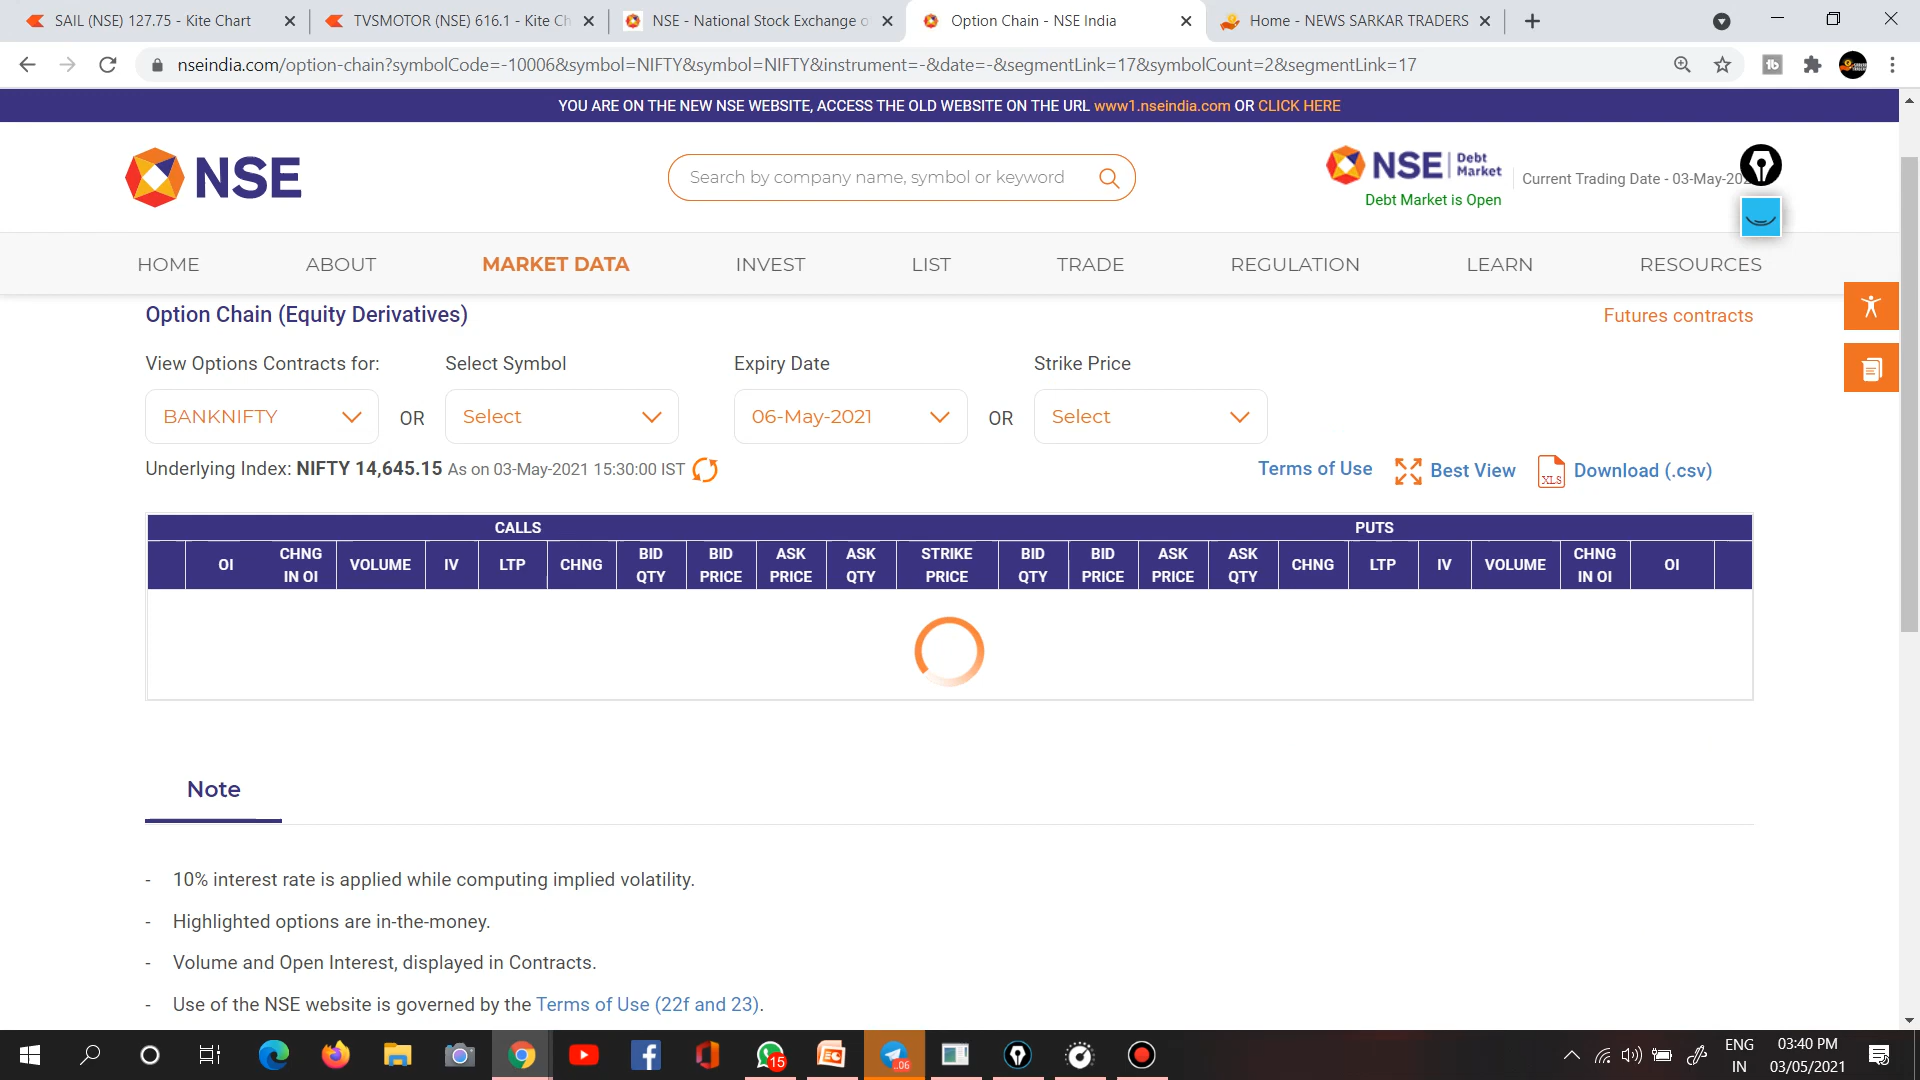 SAIL (NSE) 127.75 - Kite Chart
TVSMOTOR (NSE) 616.1 - Kite Ch
NSE - National Stock Exchange o
Option Chain - NSE India
Home - NEWS SARKAR TRADERS
nseindia.com/option-chain?symbolCode=-10006&symbol=NIFTY&symbol=NIFTY&instrument=-&date=-&segmentLink=17&symbolCount=2&segmentLink=17
YOU ARE ON THE NEW NSE WEBSITE, ACCESS THE OLD WEBSITE ON THE URL www1.nseindia.com OR CLICK HERE
NSE
Search by company name, symbol or keyword
NSE Debt Market
Debt Market is Open
Current Trading Date - 03-May-202
HOME ABOUT MARKET DATA INVEST LIST TRADE REGULATION LEARN RESOURCES
Option Chain (Equity Derivatives)
Futures contracts
View Options Contracts for: Select Symbol Expiry Date Strike Price
BANKNIFTY OR Select 06-May-2021 OR Select
Underlying Index: NIFTY 14,645.15 As on 03-May-2021 15:30:00 IST
Terms of Use Best View XLS Download (.csv)
CALLS PUTS
OI CHNG IN OI VOLUME IV LTP CHNG BID QTY BID PRICE ASK PRICE ASK QTY STRIKE PRICE BID QTY BID PRICE ASK PRICE ASK QTY CHNG LTP IV VOLUME CHNG IN OI OI
Note
- 10% interest rate is applied while computing implied volatility.
- Highlighted options are in-the-money.
- Volume and Open Interest, displayed in Contracts.
- Use of the NSE website is governed by the Terms of Use (22f and 23).
15
..06
ENG
IN
03:40 PM
03/05/2021